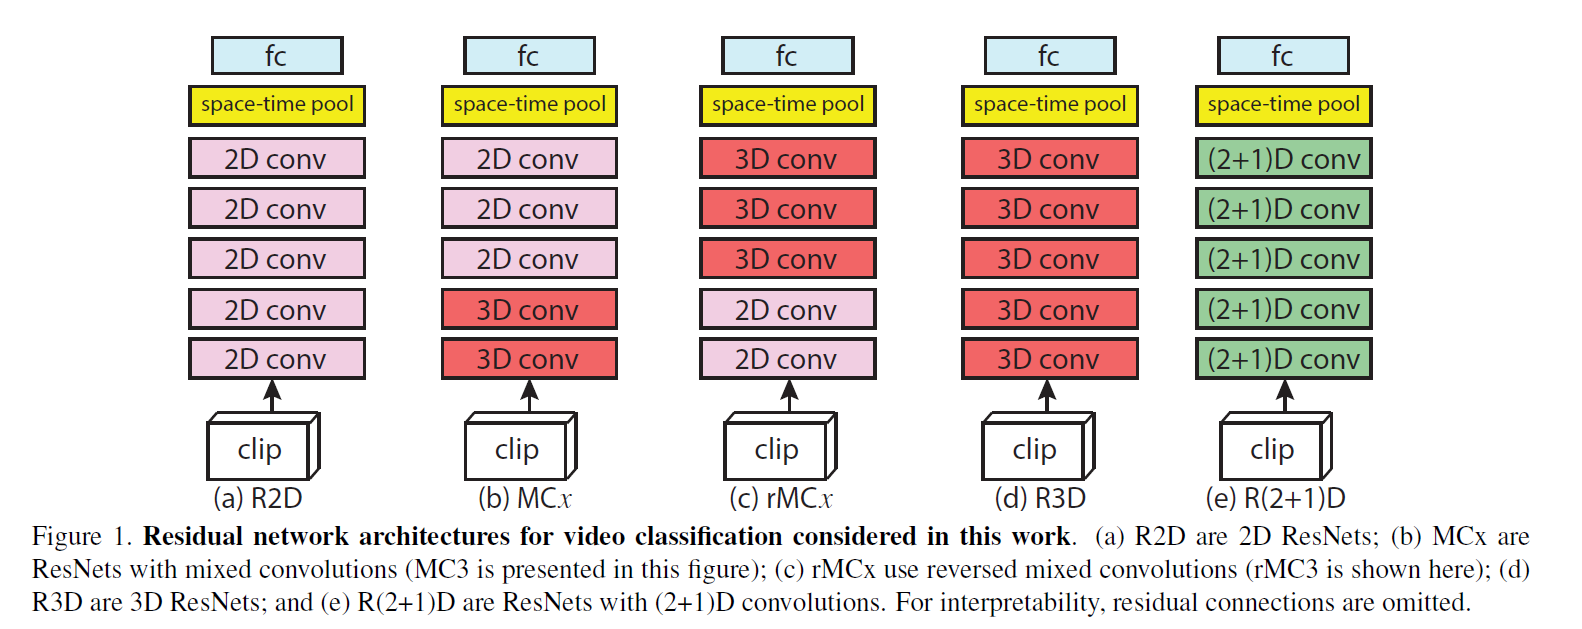 fc fc fc fc fc
space-time pool space-time pool space-time pool space-time pool space-time pool
2D conv 2D conv 3D conv 3D conv (2+1)D conv
2D conv 2D conv 3D conv 3D conv (2+1)D conv
2D conv 2D conv 3D conv 3D conv (2+1)D conv
2D conv 3D conv 2D conv 3D conv (2+1)D conv
2D conv 3D conv 2D conv 3D conv (2+1)D conv
clip clip clip clip clip
(a) R2D (b) MCx (c) rMCx (d) R3D (e) R(2+1)D
Figure 1. Residual network architectures for video classification considered in this work. (a) R2D are 2D ResNets; (b) MCx are
ResNets with mixed convolutions (MC3 is presented in this figure); (c) rMCx use reversed mixed convolutions (rMC3 is shown here); (d)
R3D are 3D ResNets; and (e) R(2+1)D are ResNets with (2+1)D convolutions. For interpretability, residual connections are omitted.